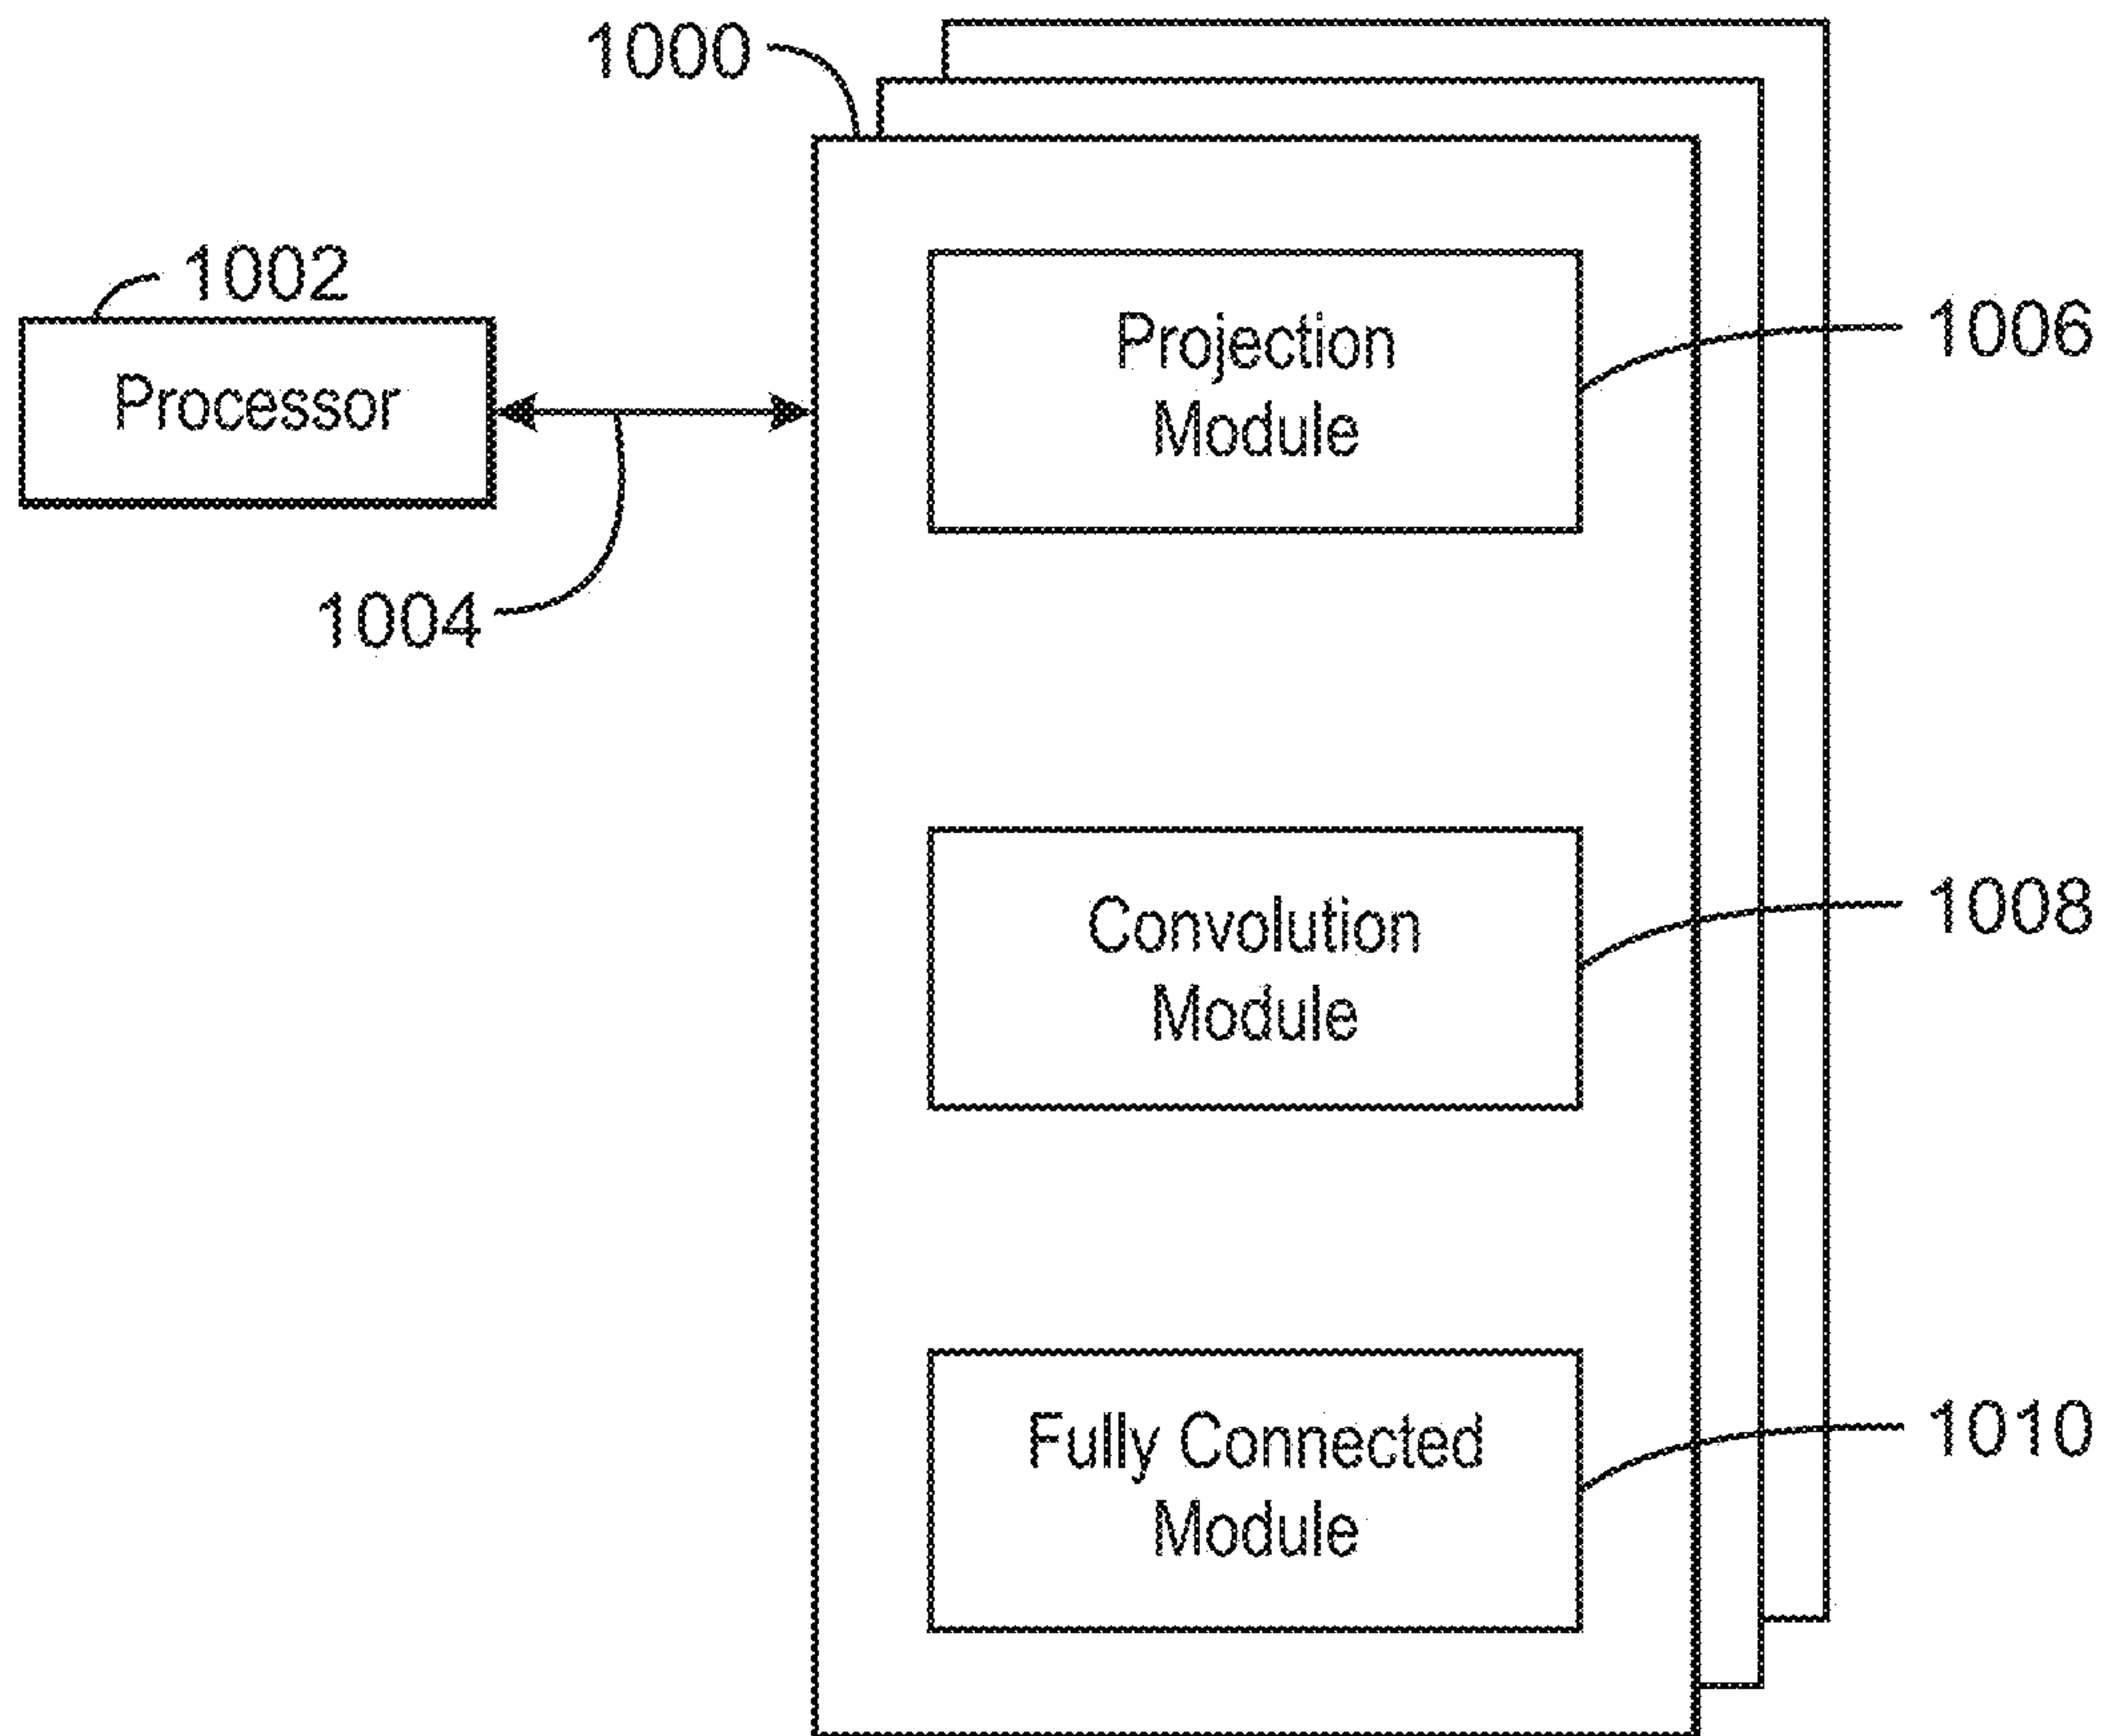 1000
1002
Processor
1004
Projection
Module
1006
Convolution
Module
1008
Fully Connected
Module
1010